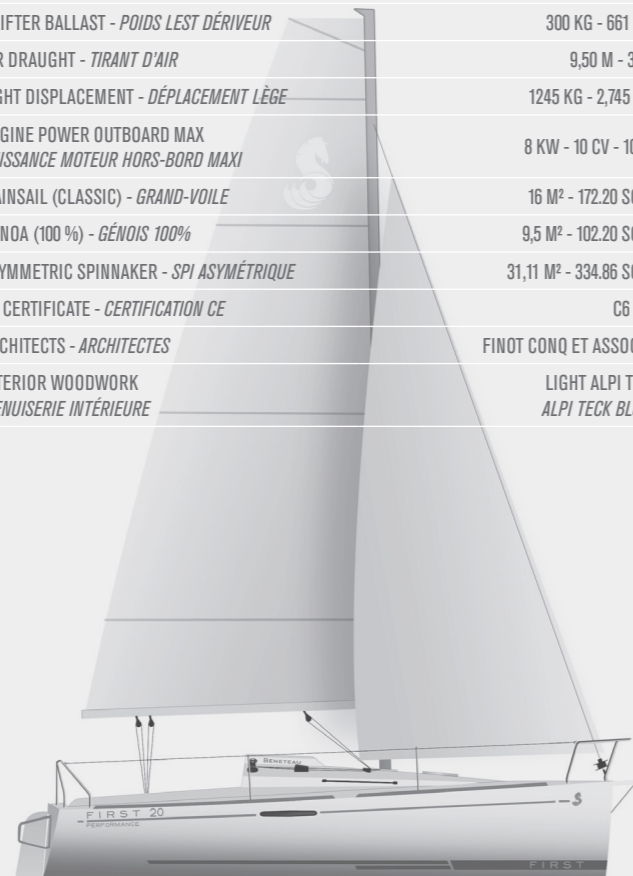 IFTER BALLAST - POIDS LEST DÉRIVEUR 300 KG - 661
R DRAUGHT - TIRANT D'AIR 9,50 M - 3
GHT DISPLACEMENT - DÉPLACEMENT LÈGE 1245 KG - 2,745
GINE POWER OUTBOARD MAX
ISSANCE MOTEUR HORS-BORD MAXI
8 KW - 10 CV - 10
AINSAIL (CLASSIC) - GRAND-VOILE 16 M² - 172.20 SQ
NOA (100 %) - GÉNOIS 100% 9,5 M² - 102.20 SQ
YMMETRIC SPINNAKER - SPI ASYMÉTRIQUE 31,11 M² - 334.86 SQ
CERTIFICATE - CERTIFICATION CE C6
CHITECTS - ARCHITECTES FINOT CONQ ET ASSOC
TERIOR WOODWORK LIGHT ALPI T
ENUISERIE INTÉRIEURE ALPI TECK BL
BENETEAU
FIRST 20
PERFORMANCE
S
FIRST